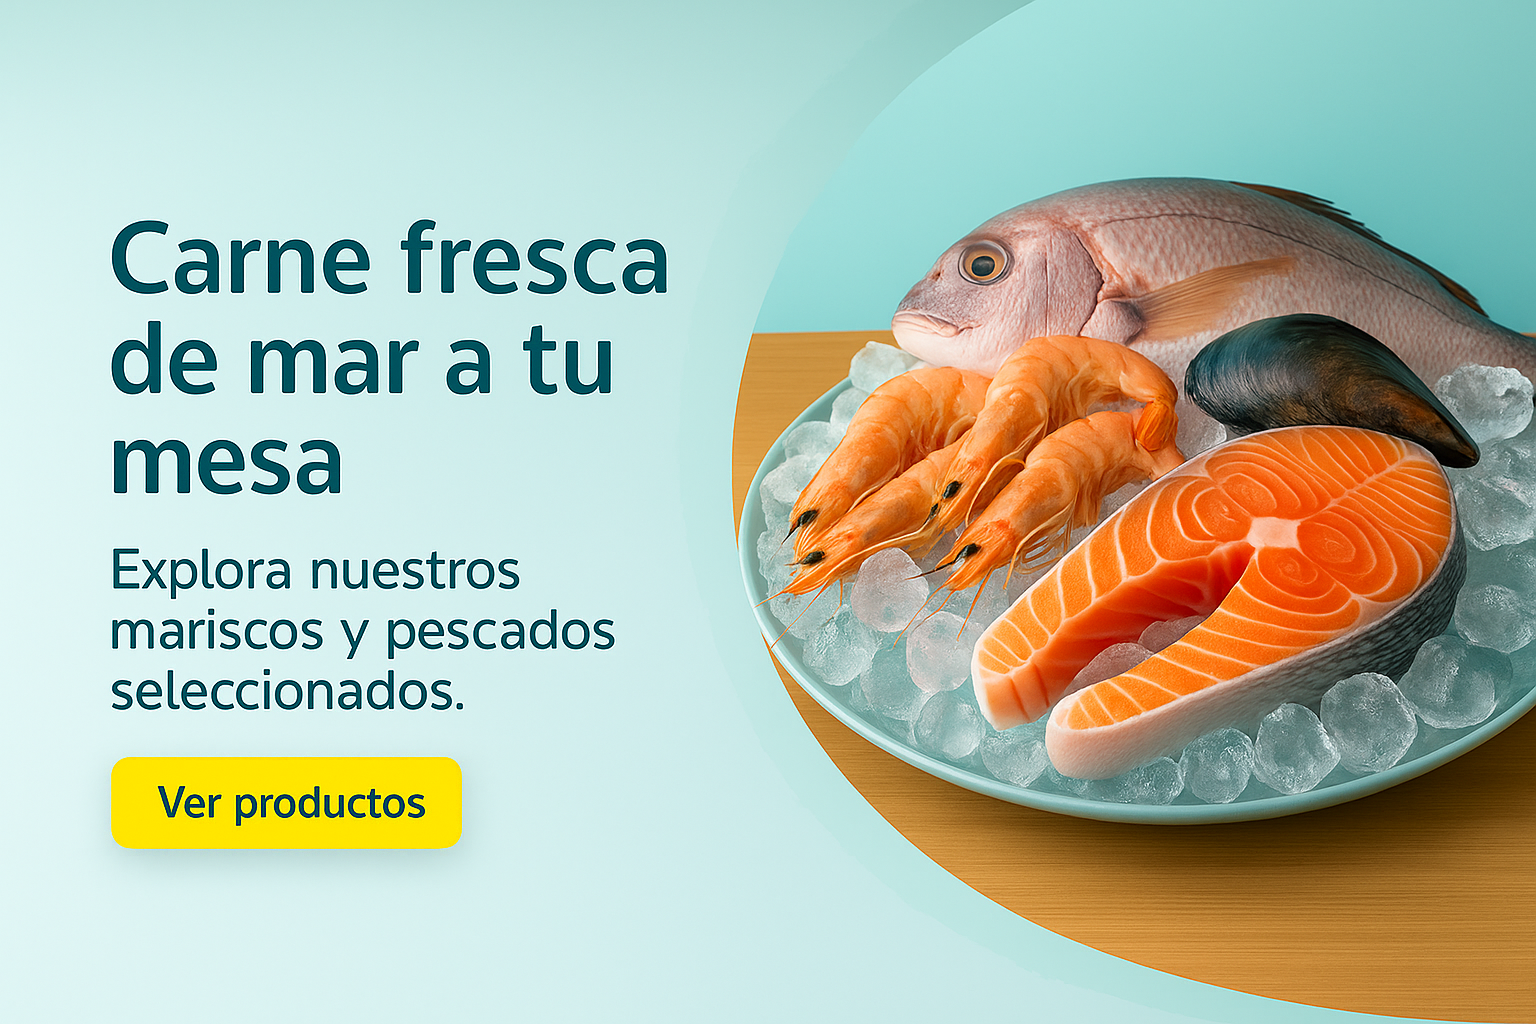 Carne fresca
de mar a tu
mesa
Explora nuestros
mariscos y pescados
seleccionados.
Ver productos